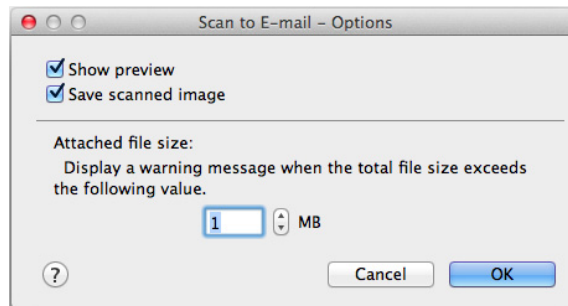 Scan to E-mail – Options
Show preview
Save scanned image
Attached file size:
Display a warning message when the total file size exceeds
the following value.
1 MB
? Cancel OK